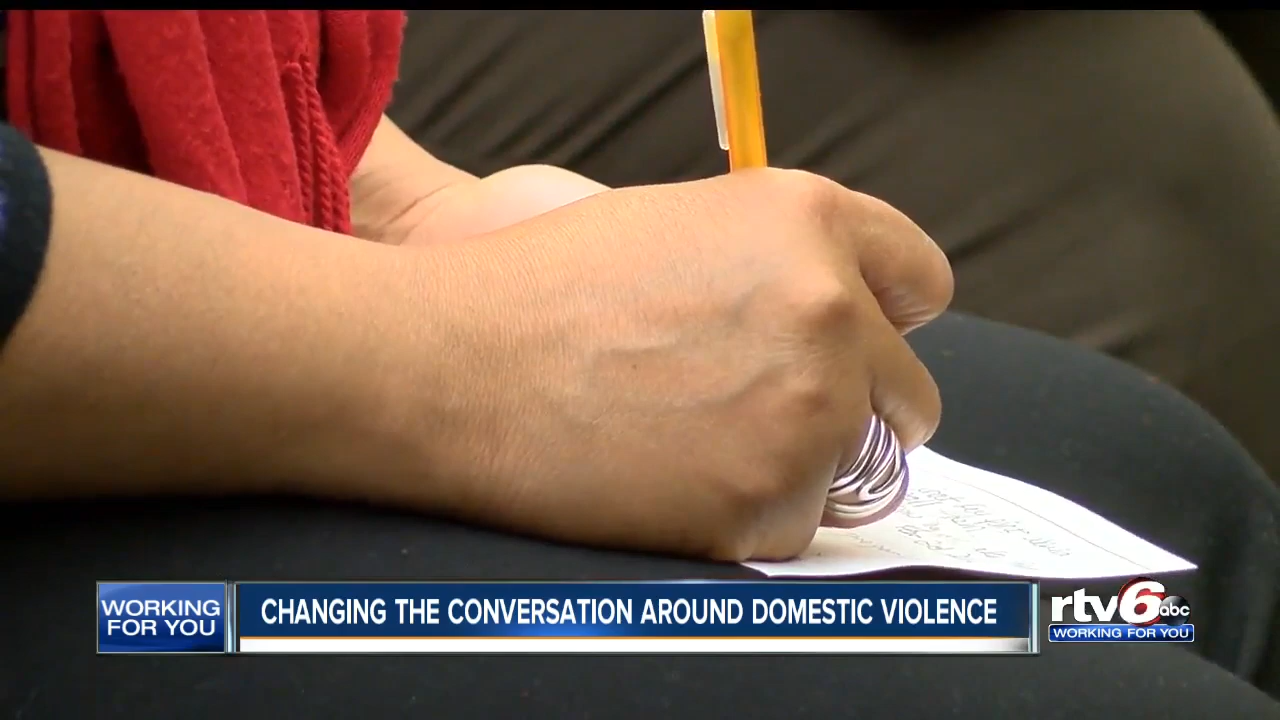 WORKING
FOR YOU
CHANGING THE CONVERSATION AROUND DOMESTIC VIOLENCE
rtv6 abc
WORKING FOR YOU